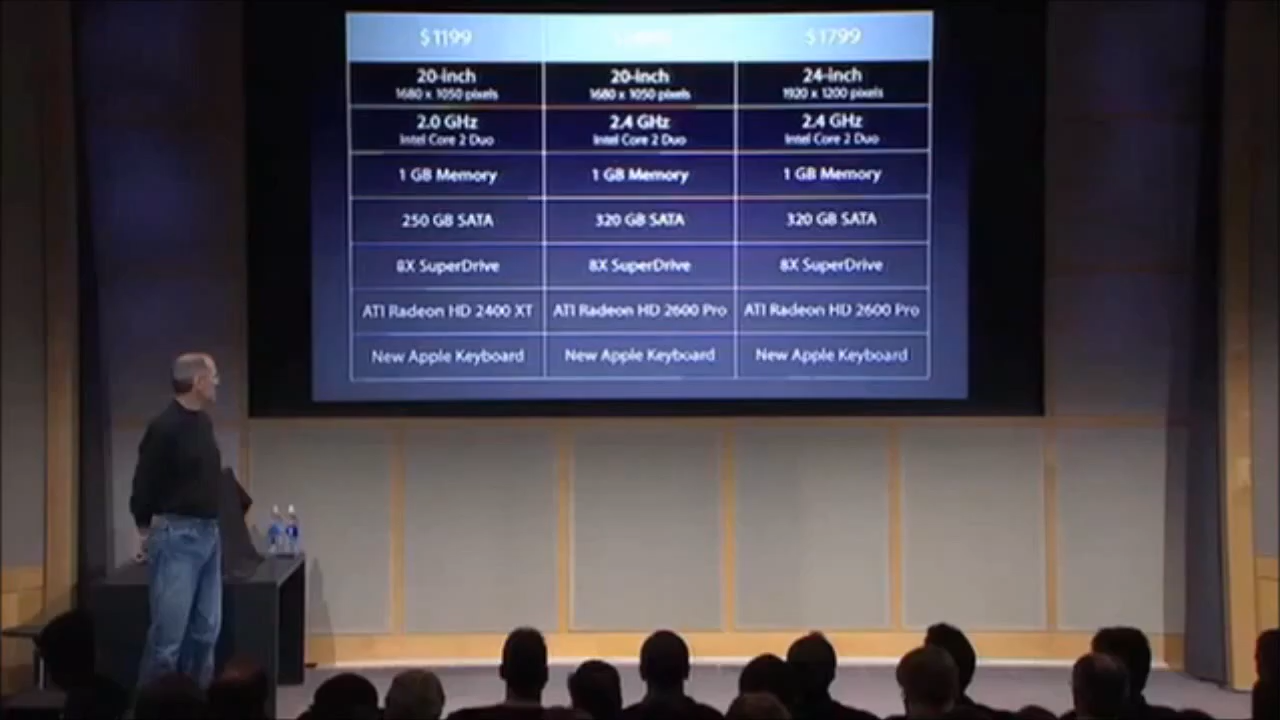 $1199 $1799
20-inch 20-inch 24-inch
1680 x 1050 pixels 1680 x 1050 pixels 1920 x 1200 pixels
2.0 GHz 2.4 GHz 2.4 GHz
Intel Core 2 Duo Intel Core 2 Duo Intel Core 2 Duo
1 GB Memory 1 GB Memory 1 GB Memory
250 GB SATA 320 GB SATA 320 GB SATA
8X SuperDrive 8X SuperDrive 8X SuperDrive
ATI Radeon HD 2400 XT ATI Radeon HD 2600 Pro ATI Radeon HD 2600 Pro
New Apple Keyboard New Apple Keyboard New Apple Keyboard